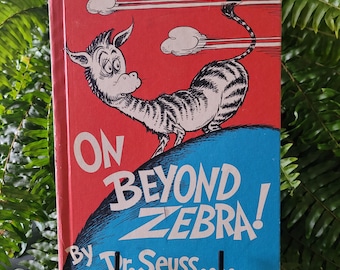 ON
BEYOND
ZEBRA!
By Dr. Seuss